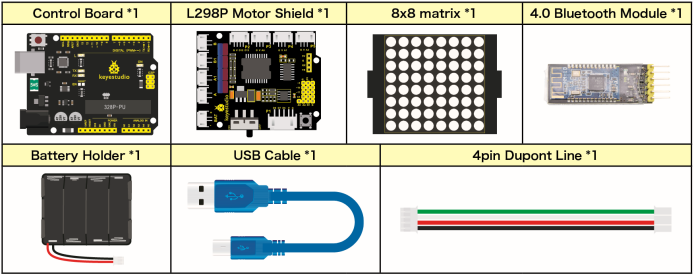 Control Board *1
L298P Motor Shield *1
8x8 matrix *1
4.0 Bluetooth Module *1
keyestudio
328P-PU
keyestudio
Battery Holder *1
USB Cable *1
4pin Dupont Line *1